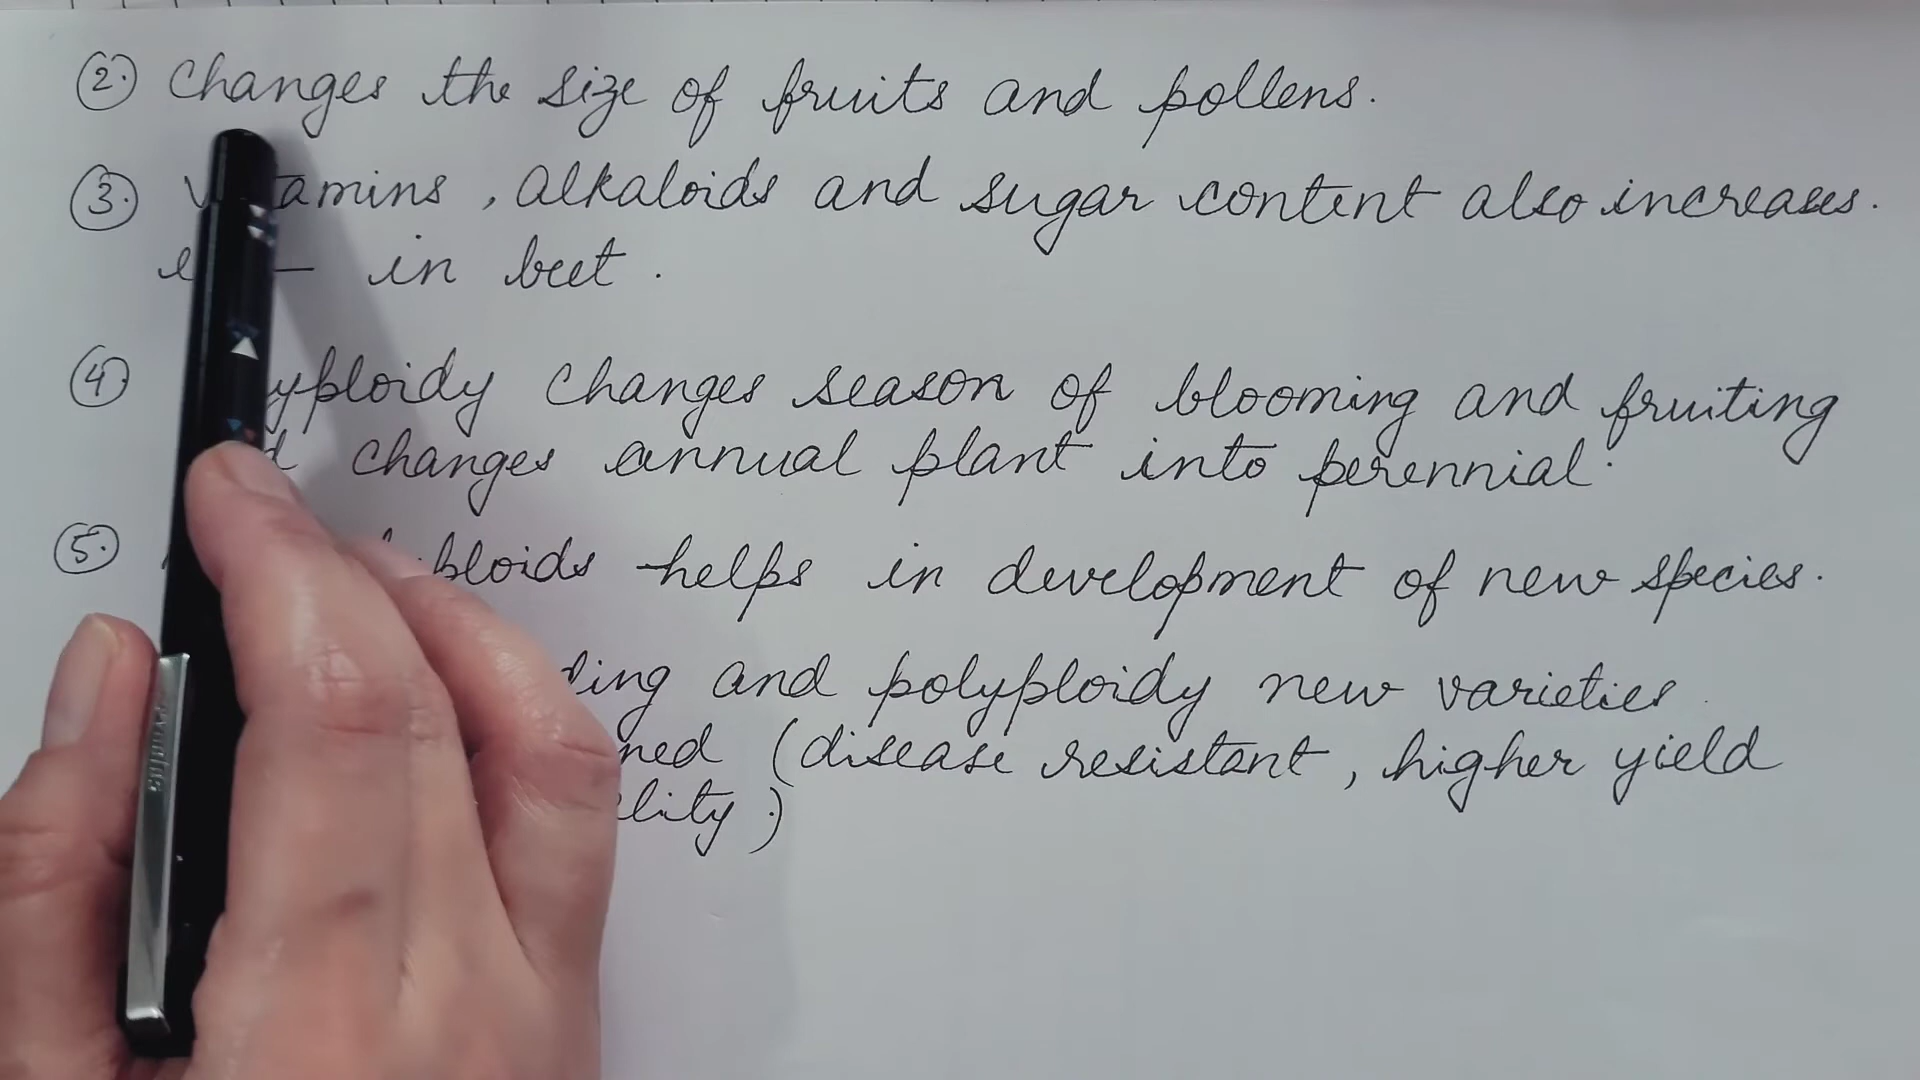 2. Changes the size of fruits and pollens.
3. Vitamins, Alkaloids and sugar content also increases.
— in beet.
4. changes season of blooming and fruiting
changes annual plant into perennial.
5. helps in development of new species.
and polyploidy new varieties
(disease resistant, higher yield
)